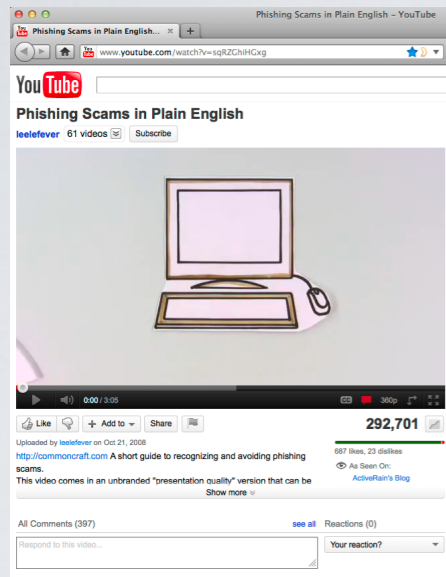 Phishing Scams in Plain English – YouTube
Phishing Scams in Plain English...
www.youtube.com/watch?v=sqRZGhiHGxg
You Tube
Phishing Scams in Plain English
leelefever 61 videos Subscribe
0:00 / 3:05 CC 360p
Like Add to Share 292,701
Uploaded by leelefever on Oct 21, 2008
687 likes, 23 dislikes
http://commoncraft.com A short guide to recognizing and avoiding phishing
scams.
As Seen On:
This video comes in an unbranded "presentation quality" version that can be
ActiveRain's Blog
Show more
All Comments (397) see all Reactions (0)
Respond to this video... Your reaction?